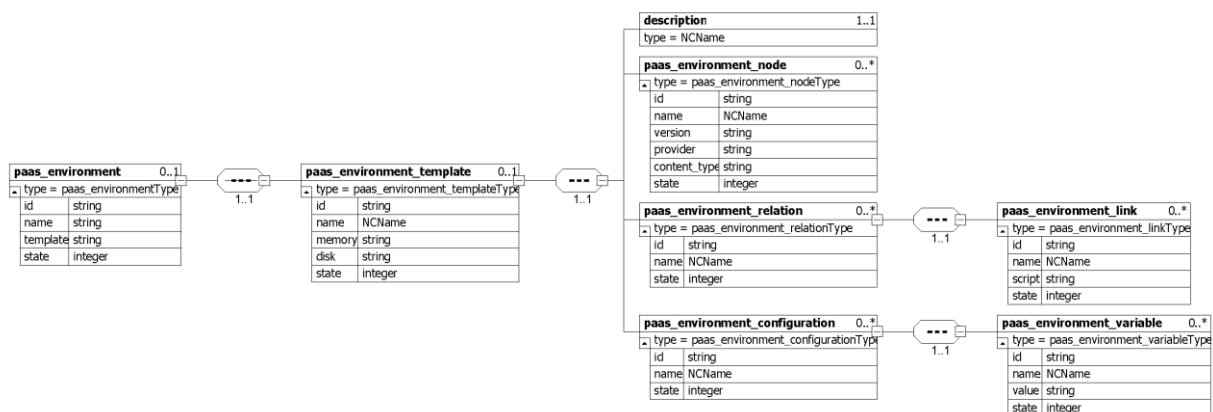 description 1..1
type = NCName
paas_environment_node 0..*
type = paas_environment_nodeType
id string
name NCName
version string
provider string
content_type string
state integer
paas_environment 0..1
type = paas_environmentType
id string
name string
template string
state integer
1..1
paas_environment_template 0..1
type = paas_environment_templateType
id string
name NCName
memory string
disk string
state integer
1..1
paas_environment_relation 0..*
type = paas_environment_relationType
id string
name NCName
state integer
1..1
paas_environment_link 0..*
type = paas_environment_linkType
id string
name NCName
script string
state integer
paas_environment_configuration 0..*
type = paas_environment_configurationType
id string
name NCName
state integer
1..1
paas_environment_variable 0..*
type = paas_environment_variableType
id string
name NCName
value string
state integer